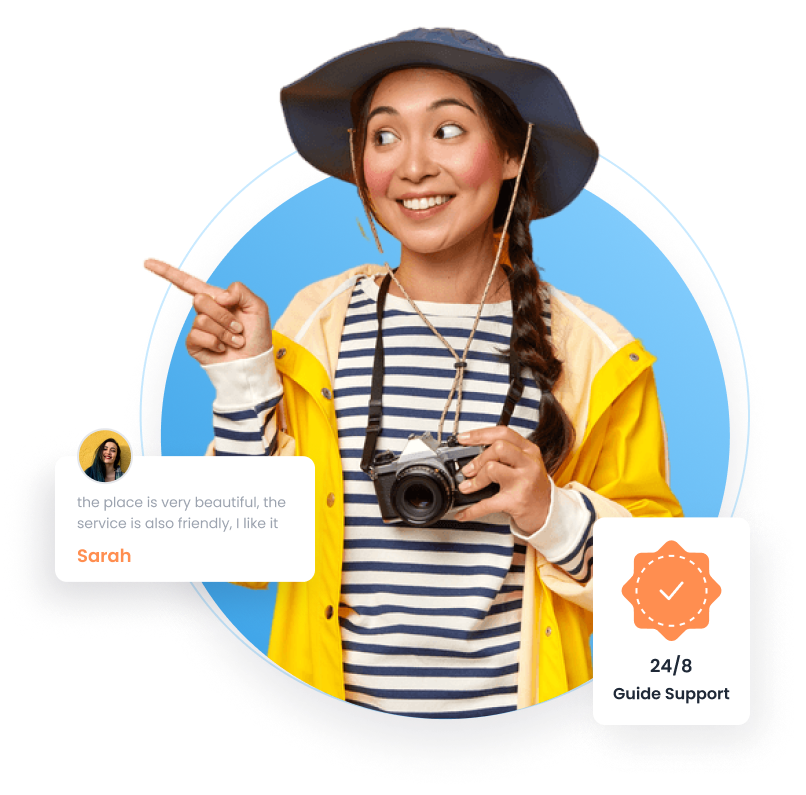 the place is very beautiful, the
service is also friendly, I like it
Sarah
24/8
Guide Support